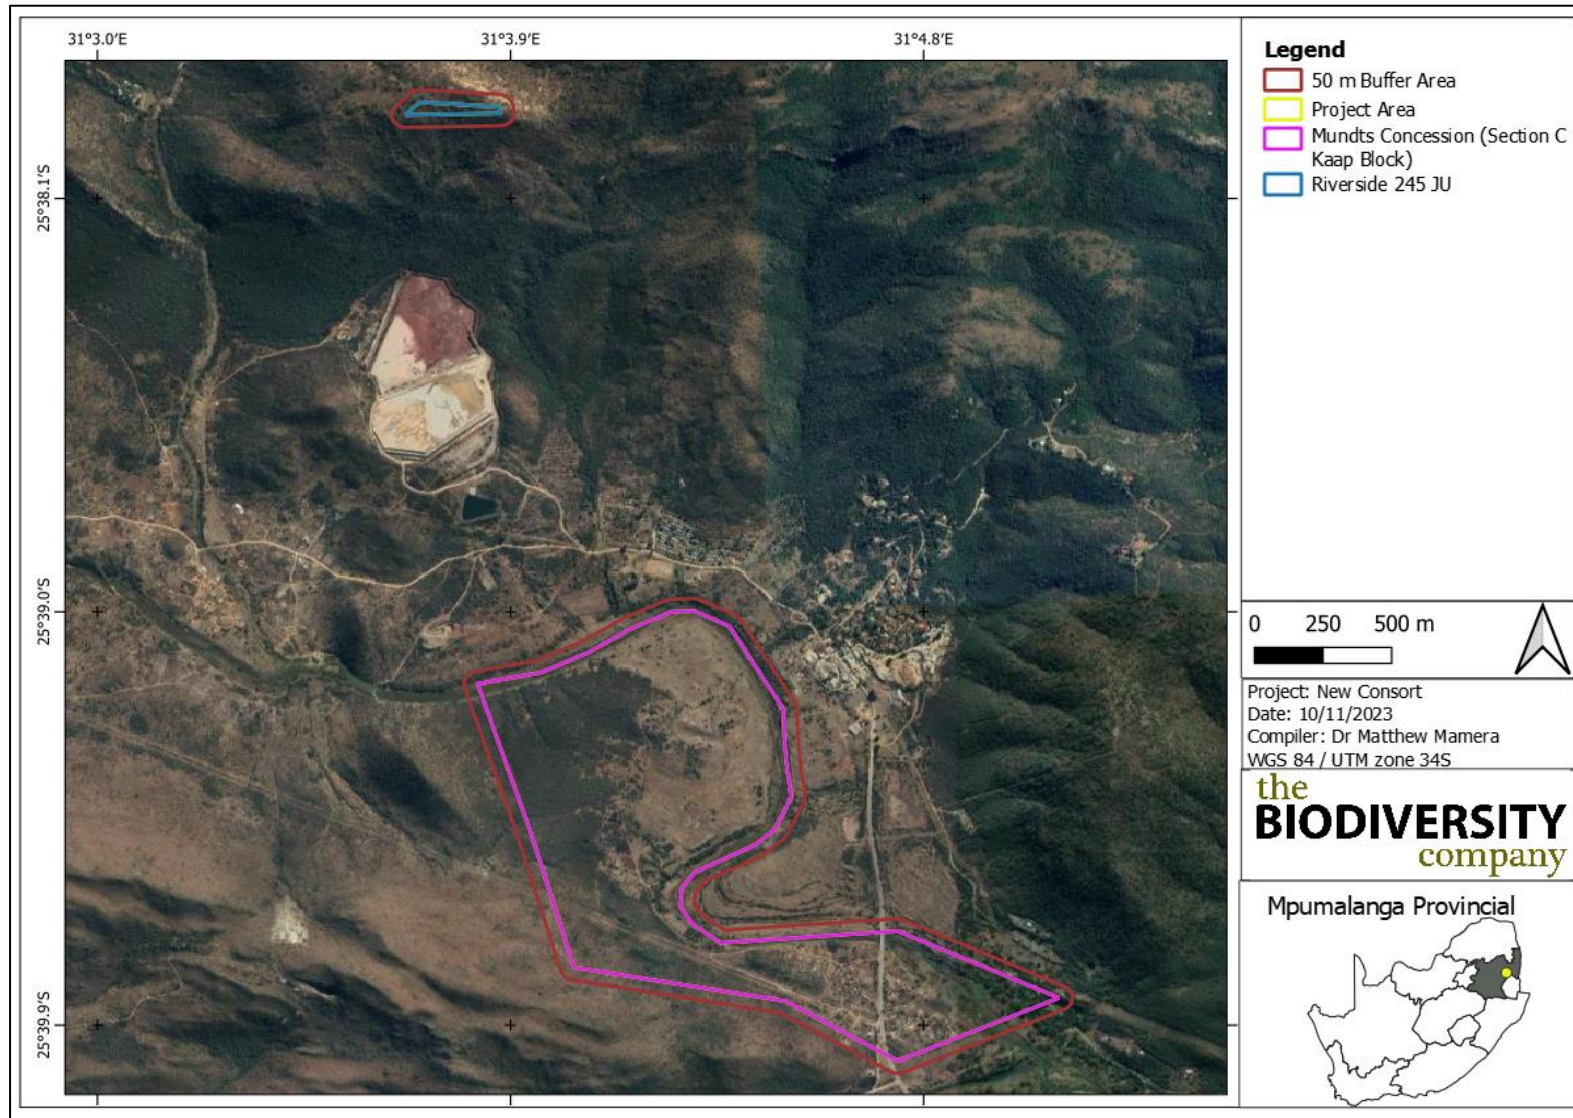 31°3.0'E
31°3.9'E
31°4.8'E
25°38.1'S
25°39.0'S
25°39.9'S
Legend
50 m Buffer Area
Project Area
Mundts Concession (Section C
Kaap Block)
Riverside 245 JU
0 250 500 m
Project: New Consort
Date: 10/11/2023
Compiler: Dr Matthew Mamera
WGS 84 / UTM zone 34S
the
BIODIVERSITY
company
Mpumalanga Provincial